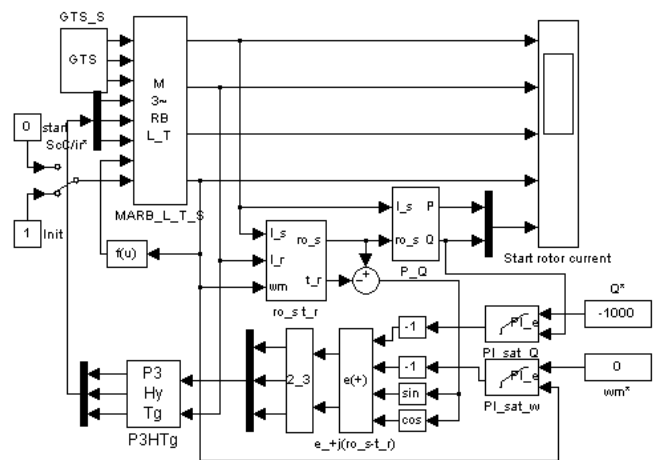 GTS_S
GTS
M
3~
RB
L_T
MARB_L_T_S
0
start
ScC/ir*
1
Init
f(u)
I_s
I_r
wm
ro_s
t_r
ro_s t_r
I_s
ro_s
P
Q
P_Q
Start rotor current
Q*
-1000
PI_e
PI_sat_Q
0
wm*
PI_e
PI_sat_w
-1
-1
sin
cos
e(+)
e_+j(ro_s-t_r)
2_3
P3
Hy
Tg
P3HTg